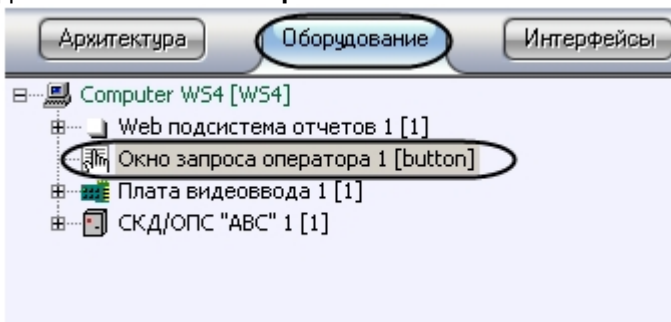 Архитектура Оборудование Интерфейсы
Computer WS4 [WS4]
Web подсистема отчетов 1 [1]
Окно запроса оператора 1 [button]
Плата видеоввода 1 [1]
СКД/ОПС "АВС" 1 [1]